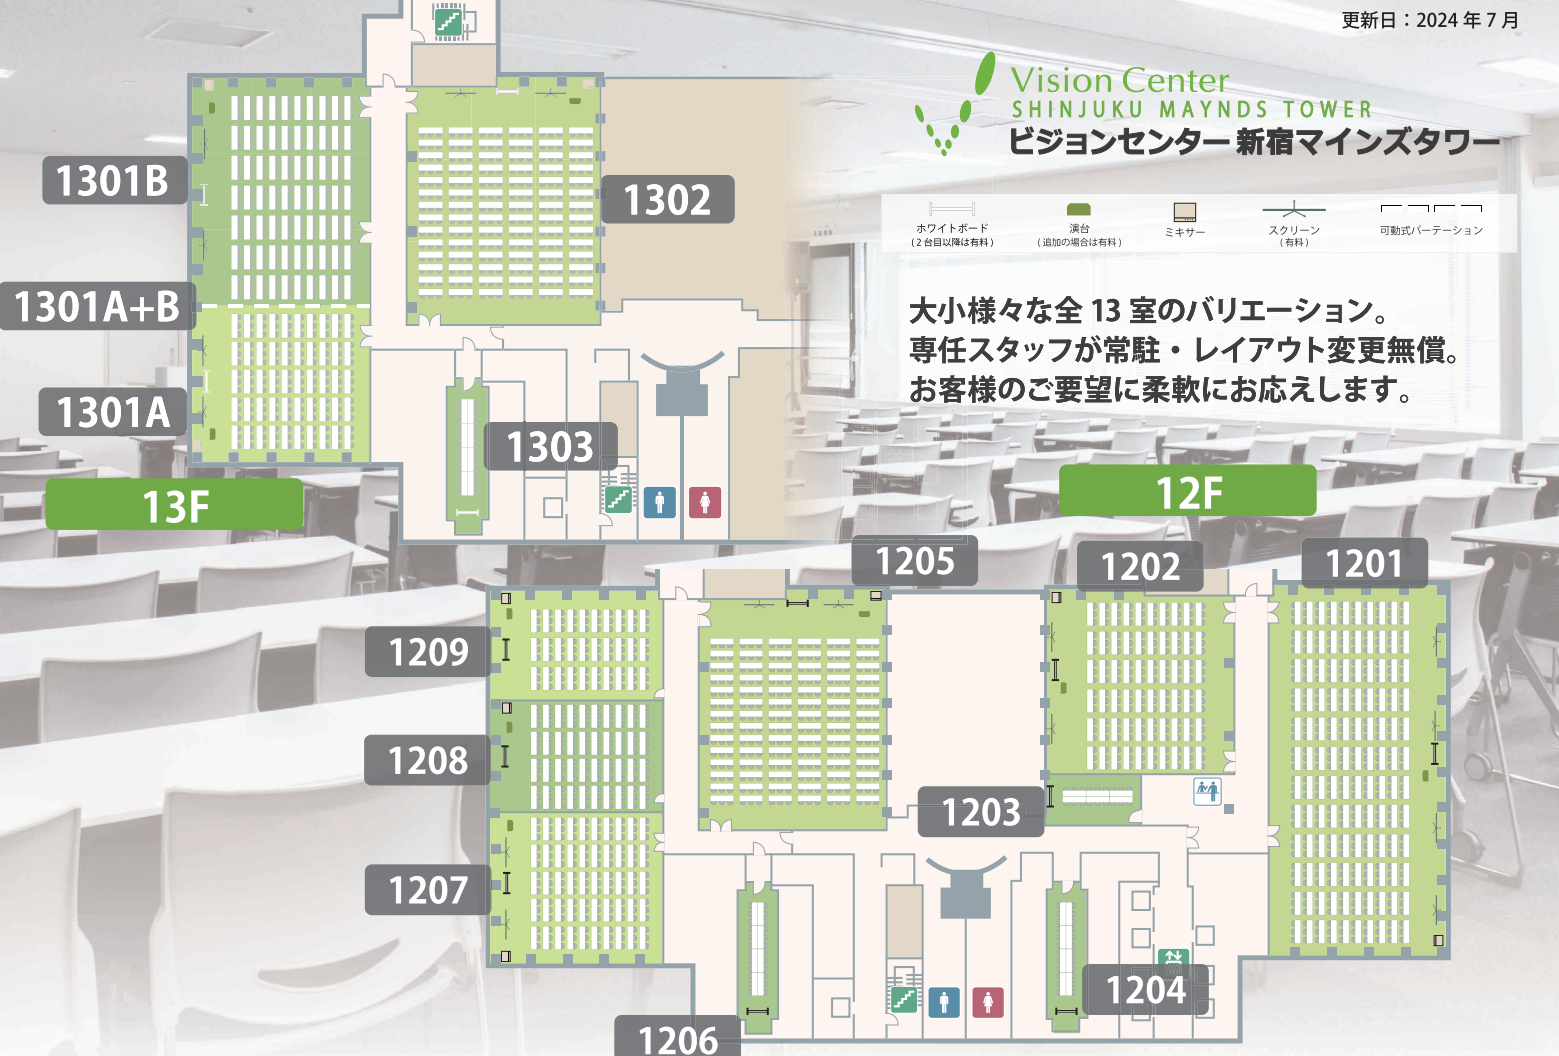 更新日：2024年7月
Vision Center
SHINJUKU MAYNDS TOWER
ビジョンセンター 新宿マインズタワー
ホワイトボード
(2台目以降は有料)
演台
(追加の場合は有料)
ミキサー
スクリーン
(有料)
可動式パーテーション
大小様々な全13室のバリエーション。
専任スタッフが常駐・レイアウト変更無償。
お客様のご要望に柔軟にお応えします。
1301B
1302
1301A+B
1301A
1303
13F
12F
1205
1202
1201
1209
1208
1203
1207
1204
1206